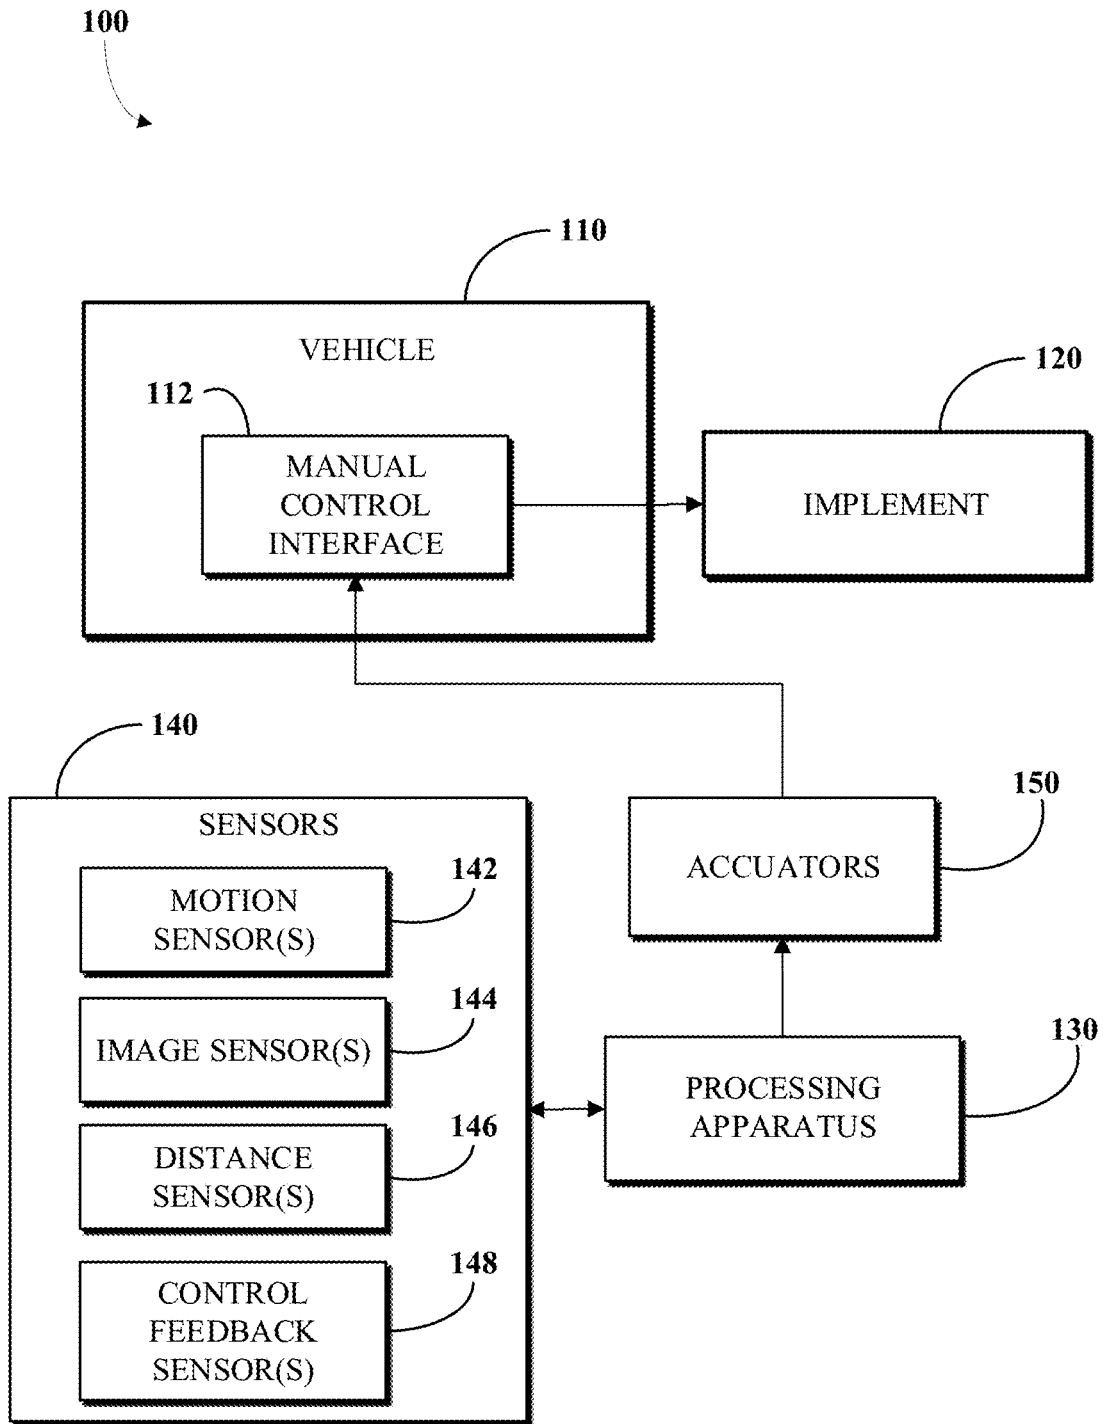 100
110
VEHICLE
112
MANUAL
CONTROL
INTERFACE
120
IMPLEMENT
140
SENSORS
142
MOTION
SENSOR(S)
144
IMAGE SENSOR(S)
146
DISTANCE
SENSOR(S)
148
CONTROL
FEEDBACK
SENSOR(S)
150
ACCUATORS
130
PROCESSING
APPARATUS